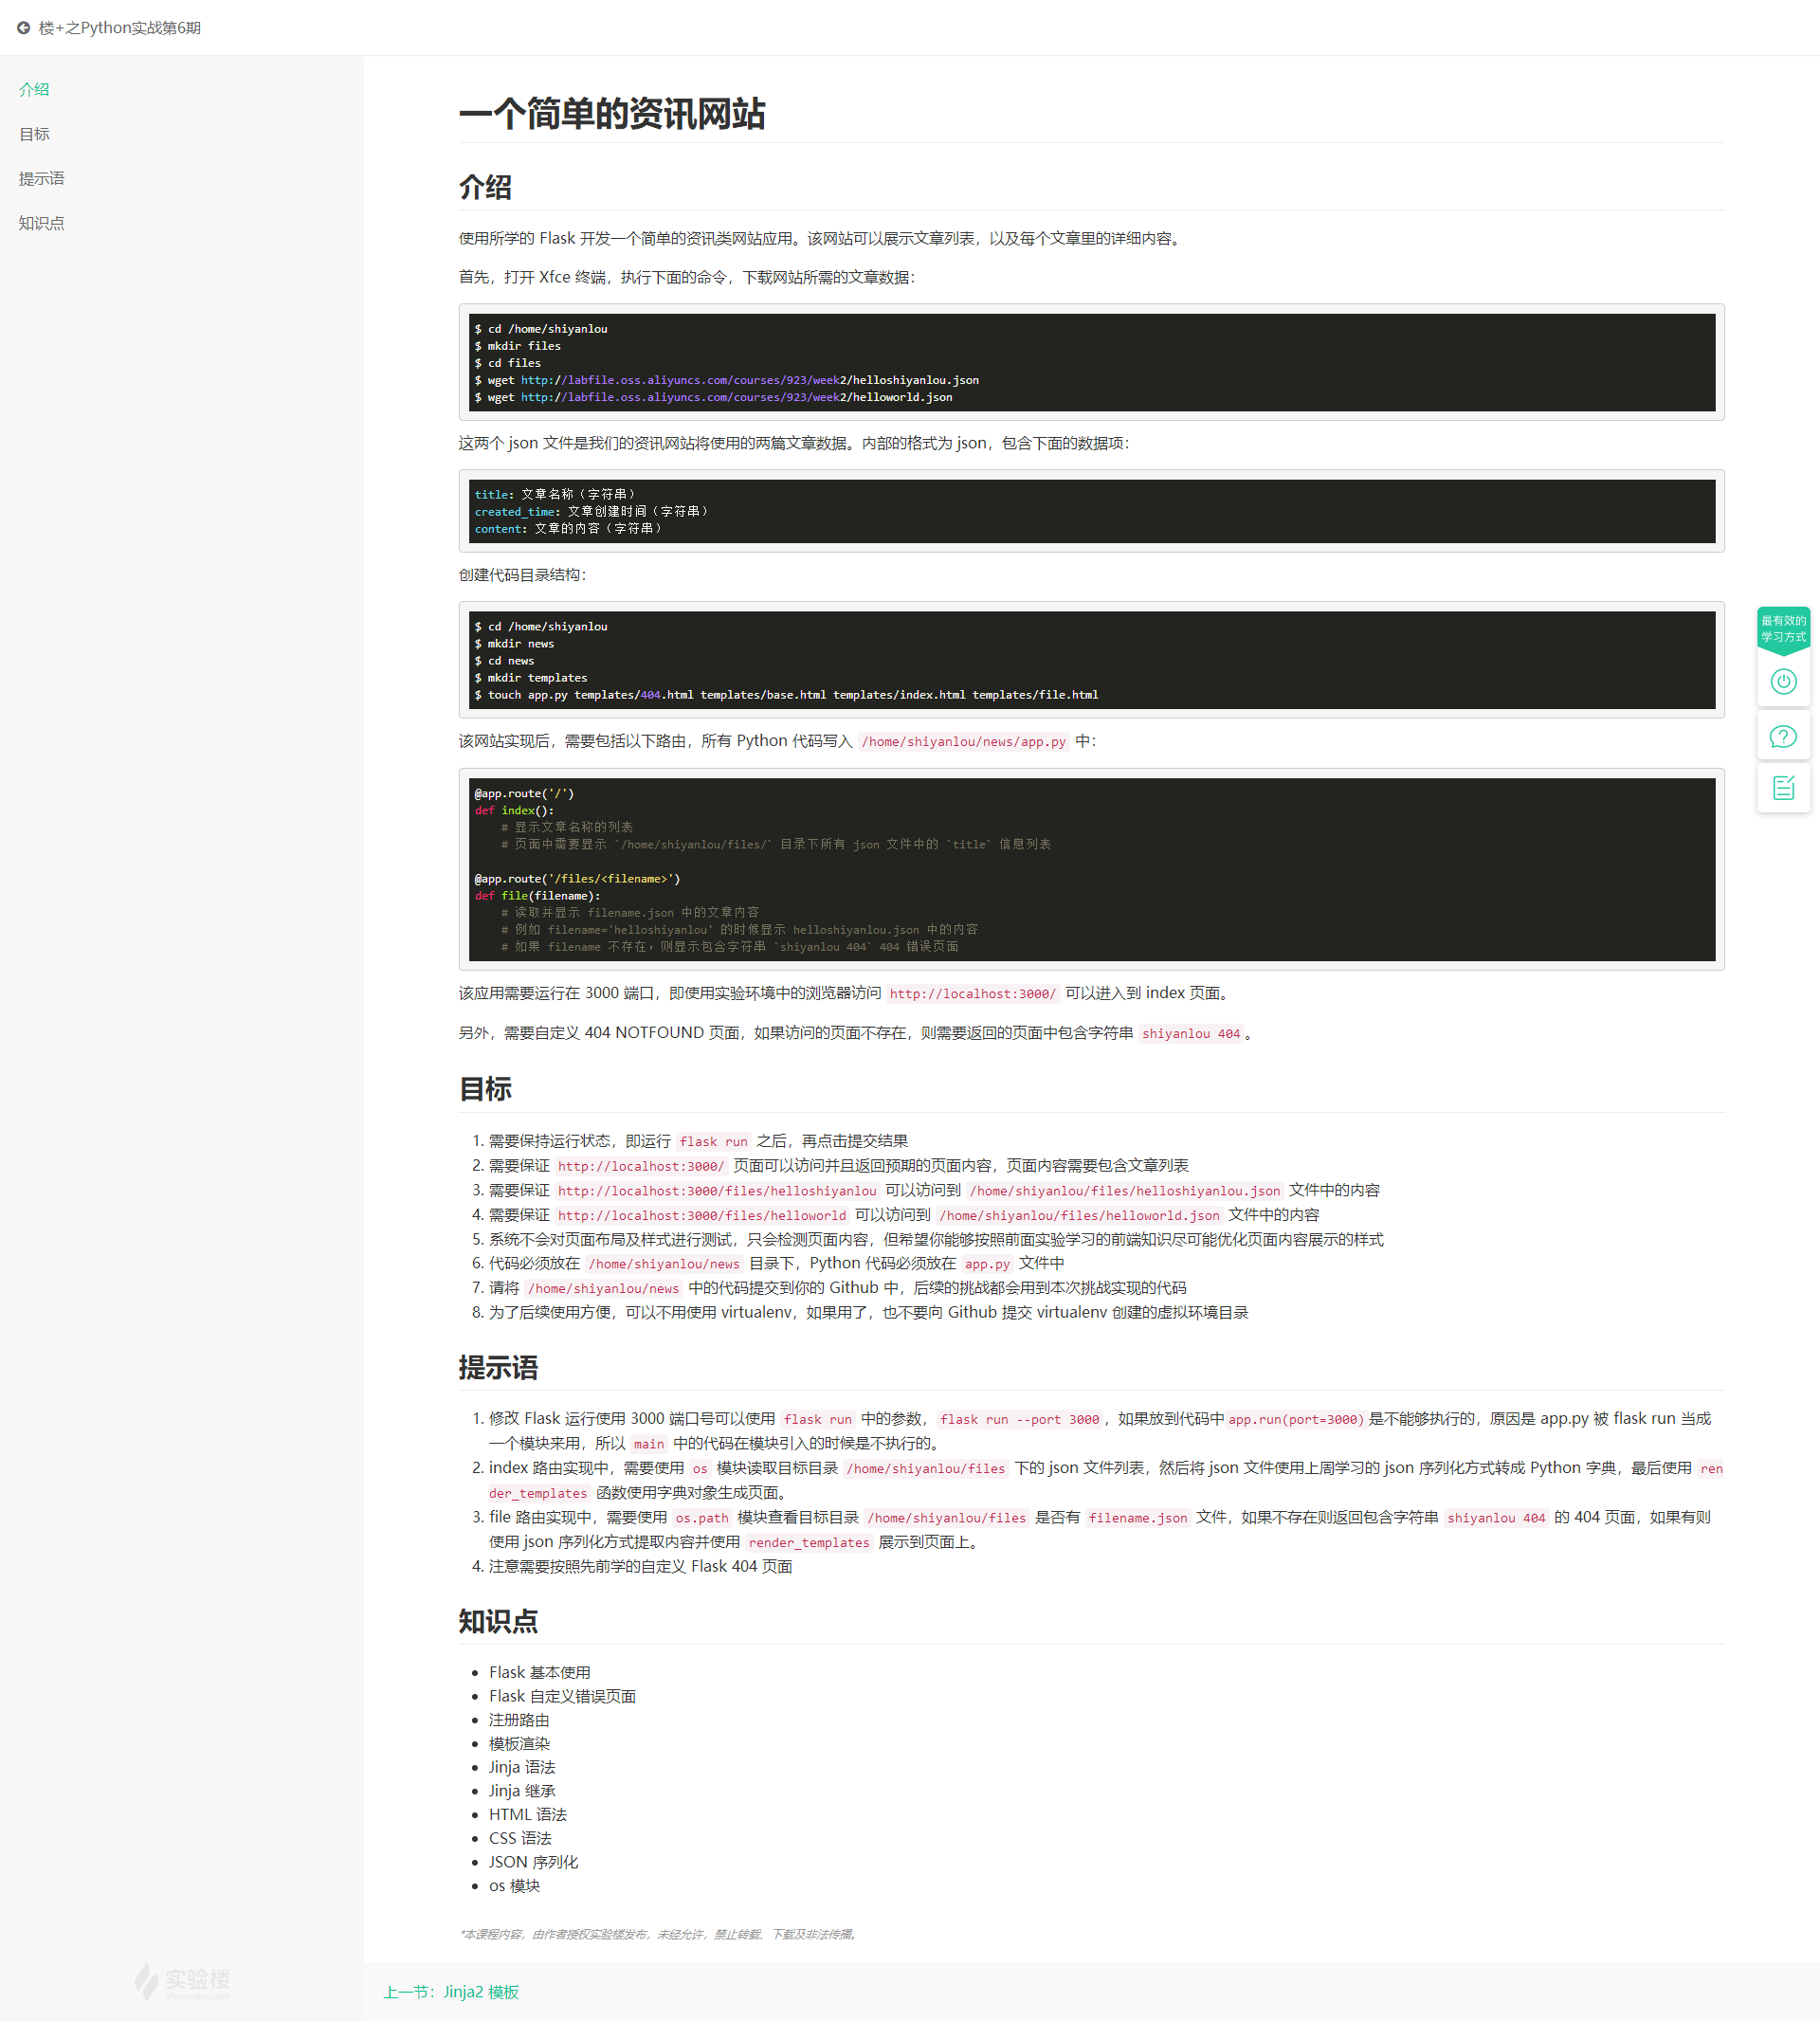 楼+之Python实战第6期
介绍
目标
提示语
知识点
一个简单的资讯网站
介绍
使用所学的 Flask 开发一个简单的资讯类网站应用。该网站可以展示文章列表，以及每个文章里的详细内容。
首先，打开 Xfce 终端，执行下面的命令，下载网站所需的文章数据：
$ cd /home/shiyanlou
$ mkdir files
$ cd files
$ wget http://labfile.oss.aliyuncs.com/courses/923/week2/helloshiyanlou.json
$ wget http://labfile.oss.aliyuncs.com/courses/923/week2/helloworld.json
这两个 json 文件是我们的资讯网站将使用的两篇文章数据。内部的格式为 json，包含下面的数据项：
title: 文章名称（字符串）
created_time: 文章创建时间（字符串）
content: 文章的内容（字符串）
创建代码目录结构：
$ cd /home/shiyanlou
$ mkdir news
$ cd news
$ mkdir templates
$ touch app.py templates/404.html templates/base.html templates/index.html templates/file.html
该网站实现后，需要包括以下路由，所有 Python 代码写入 /home/shiyanlou/news/app.py 中：
@app.route('/')
def index():
    # 显示文章名称的列表
    # 页面中需要显示 `/home/shiyanlou/files/` 目录下所有 json 文件中的 `title` 信息列表
@app.route('/files/<filename>')
def file(filename):
    # 读取并显示 filename.json 中的文章内容
    # 例如 filename='helloshiyanlou' 的时候显示 helloshiyanlou.json 中的内容
    # 如果 filename 不存在，则显示包含字符串 `shiyanlou 404` 404 错误页面
该应用需要运行在 3000 端口，即使用实验环境中的浏览器访问 http://localhost:3000/ 可以进入到 index 页面。
另外，需要自定义 404 NOTFOUND 页面，如果访问的页面不存在，则需要返回的页面中包含字符串 shiyanlou 404 。
目标
1. 需要保持运行状态，即运行 flask run 之后，再点击提交结果
2. 需要保证 http://localhost:3000/ 页面可以访问并且返回预期的页面内容，页面内容需要包含文章列表
3. 需要保证 http://localhost:3000/files/helloshiyanlou 可以访问到 /home/shiyanlou/files/helloshiyanlou.json 文件中的内容
4. 需要保证 http://localhost:3000/files/helloworld 可以访问到 /home/shiyanlou/files/helloworld.json 文件中的内容
5. 系统不会对页面布局及样式进行测试，只会检测页面内容，但希望你能够按照前面实验学习的前端知识尽可能优化页面内容展示的样式
6. 代码必须放在 /home/shiyanlou/news 目录下，Python 代码必须放在 app.py 文件中
7. 请将 /home/shiyanlou/news 中的代码提交到你的 Github 中，后续的挑战都会用到本次挑战实现的代码
8. 为了后续使用方便，可以不用使用 virtualenv，如果用了，也不要向 Github 提交 virtualenv 创建的虚拟环境目录
提示语
1. 修改 Flask 运行使用 3000 端口号可以使用 flask run 中的参数， flask run --port 3000 ，如果放到代码中 app.run(port=3000) 是不能够执行的，原因是 app.py 被 flask run 当成
一个模块来用，所以 main 中的代码在模块引入的时候是不执行的。
2. index 路由实现中，需要使用 os 模块读取目标目录 /home/shiyanlou/files 下的 json 文件列表，然后将 json 文件使用上周学习的 json 序列化方式转成 Python 字典，最后使用 ren
der_templates 函数使用字典对象生成页面。
3. file 路由实现中，需要使用 os.path 模块查看目标目录 /home/shiyanlou/files 是否有 filename.json 文件，如果不存在则返回包含字符串 shiyanlou 404 的 404 页面，如果有则
使用 json 序列化方式提取内容并使用 render_templates 展示到页面上。
4. 注意需要按照先前学的自定义 Flask 404 页面
知识点
• Flask 基本使用
• Flask 自定义错误页面
• 注册路由
• 模板渲染
• Jinja 语法
• Jinja 继承
• HTML 语法
• CSS 语法
• JSON 序列化
• os 模块
*本课程内容，由作者授权实验楼发布，未经允许，禁止转载、下载及非法传播。
上一节：Jinja2 模板
实验楼
shiyanlou.com
最有效的
学习方式